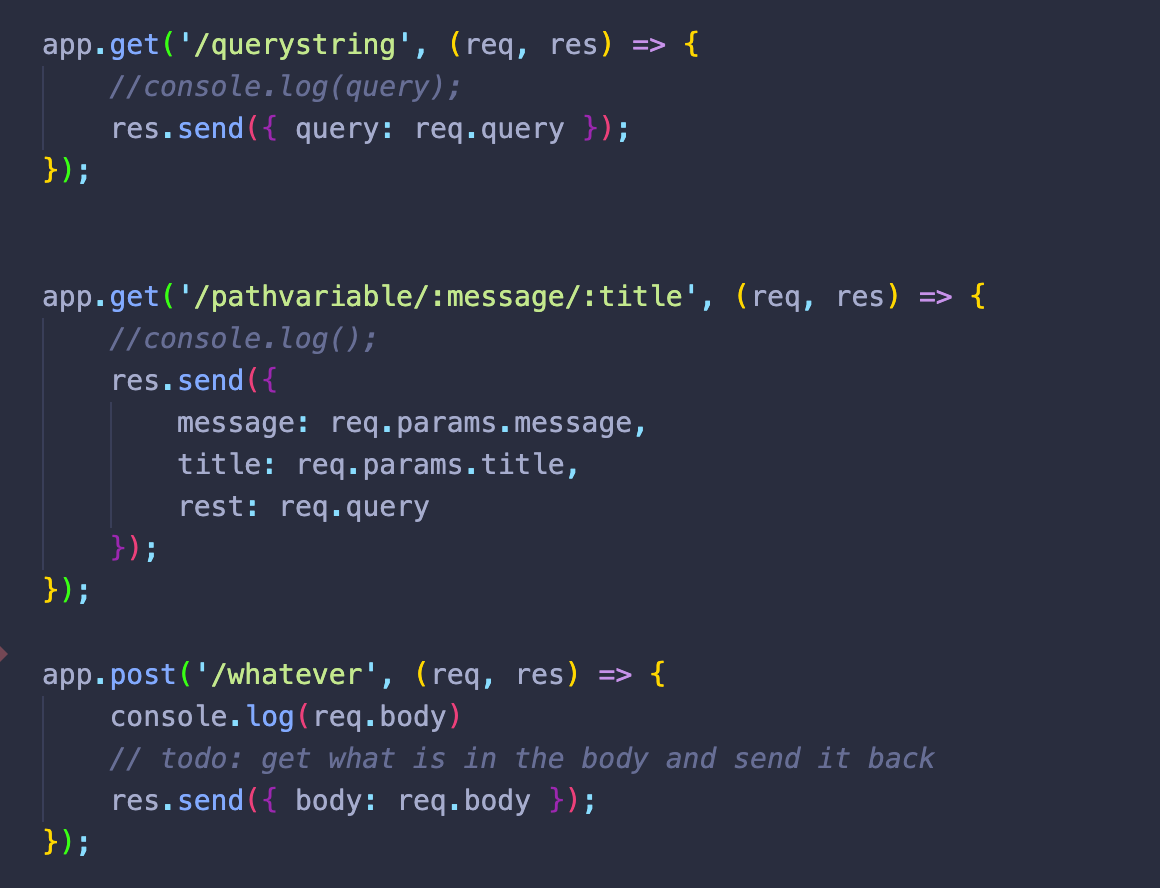 app.get('/querystring', (req, res) => {
    //console.log(query);
    res.send({ query: req.query });
});
app.get('/pathvariable/:message/:title', (req, res) => {
    //console.log();
    res.send({
        message: req.params.message,
        title: req.params.title,
        rest: req.query
    });
});
app.post('/whatever', (req, res) => {
    console.log(req.body)
    // todo: get what is in the body and send it back
    res.send({ body: req.body });
});